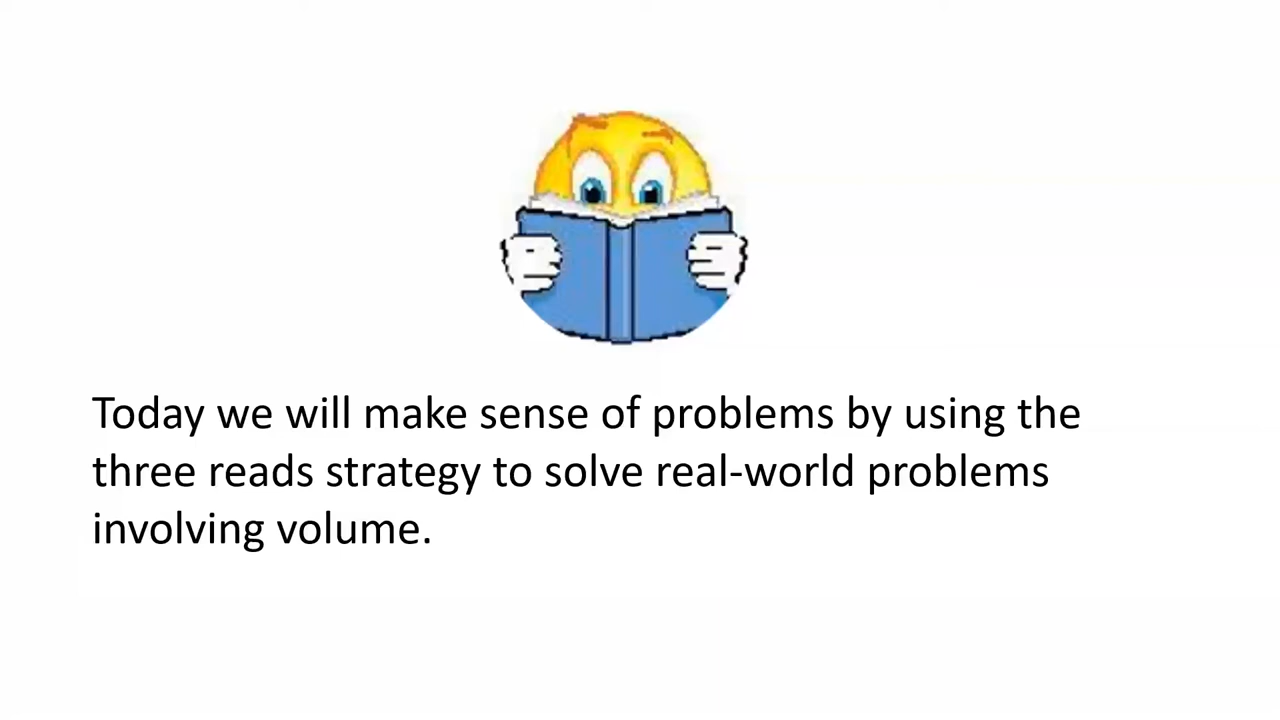 Today we will make sense of problems by using the
three reads strategy to solve real-world problems
involving volume.